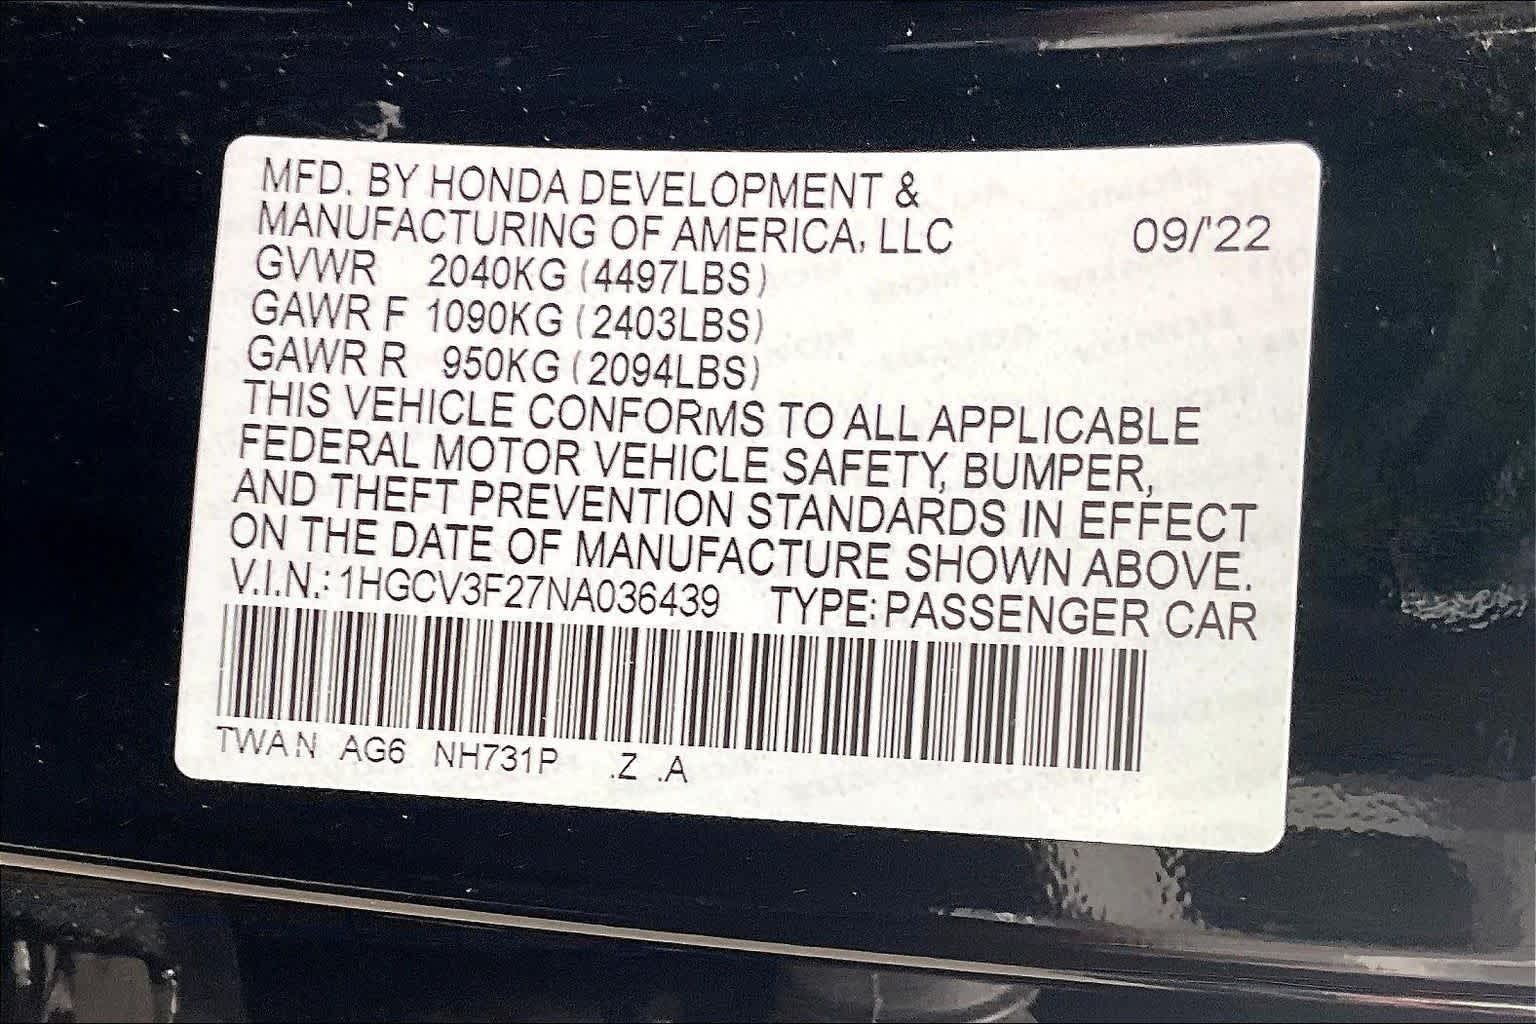 MFD. BY HONDA DEVELOPMENT &
MANUFACTURING OF AMERICA, LLC 09/'22
GVWR 2040KG (4497LBS)
GAWR F 1090KG (2403LBS)
GAWR R 950KG (2094LBS)
THIS VEHICLE CONFORMS TO ALL APPLICABLE
FEDERAL MOTOR VEHICLE SAFETY, BUMPER,
AND THEFT PREVENTION STANDARDS IN EFFECT
ON THE DATE OF MANUFACTURE SHOWN ABOVE.
V.I.N.: 1HGCV3F27NA036439 TYPE: PASSENGER CAR
TWAN AG6 NH731P .Z .A